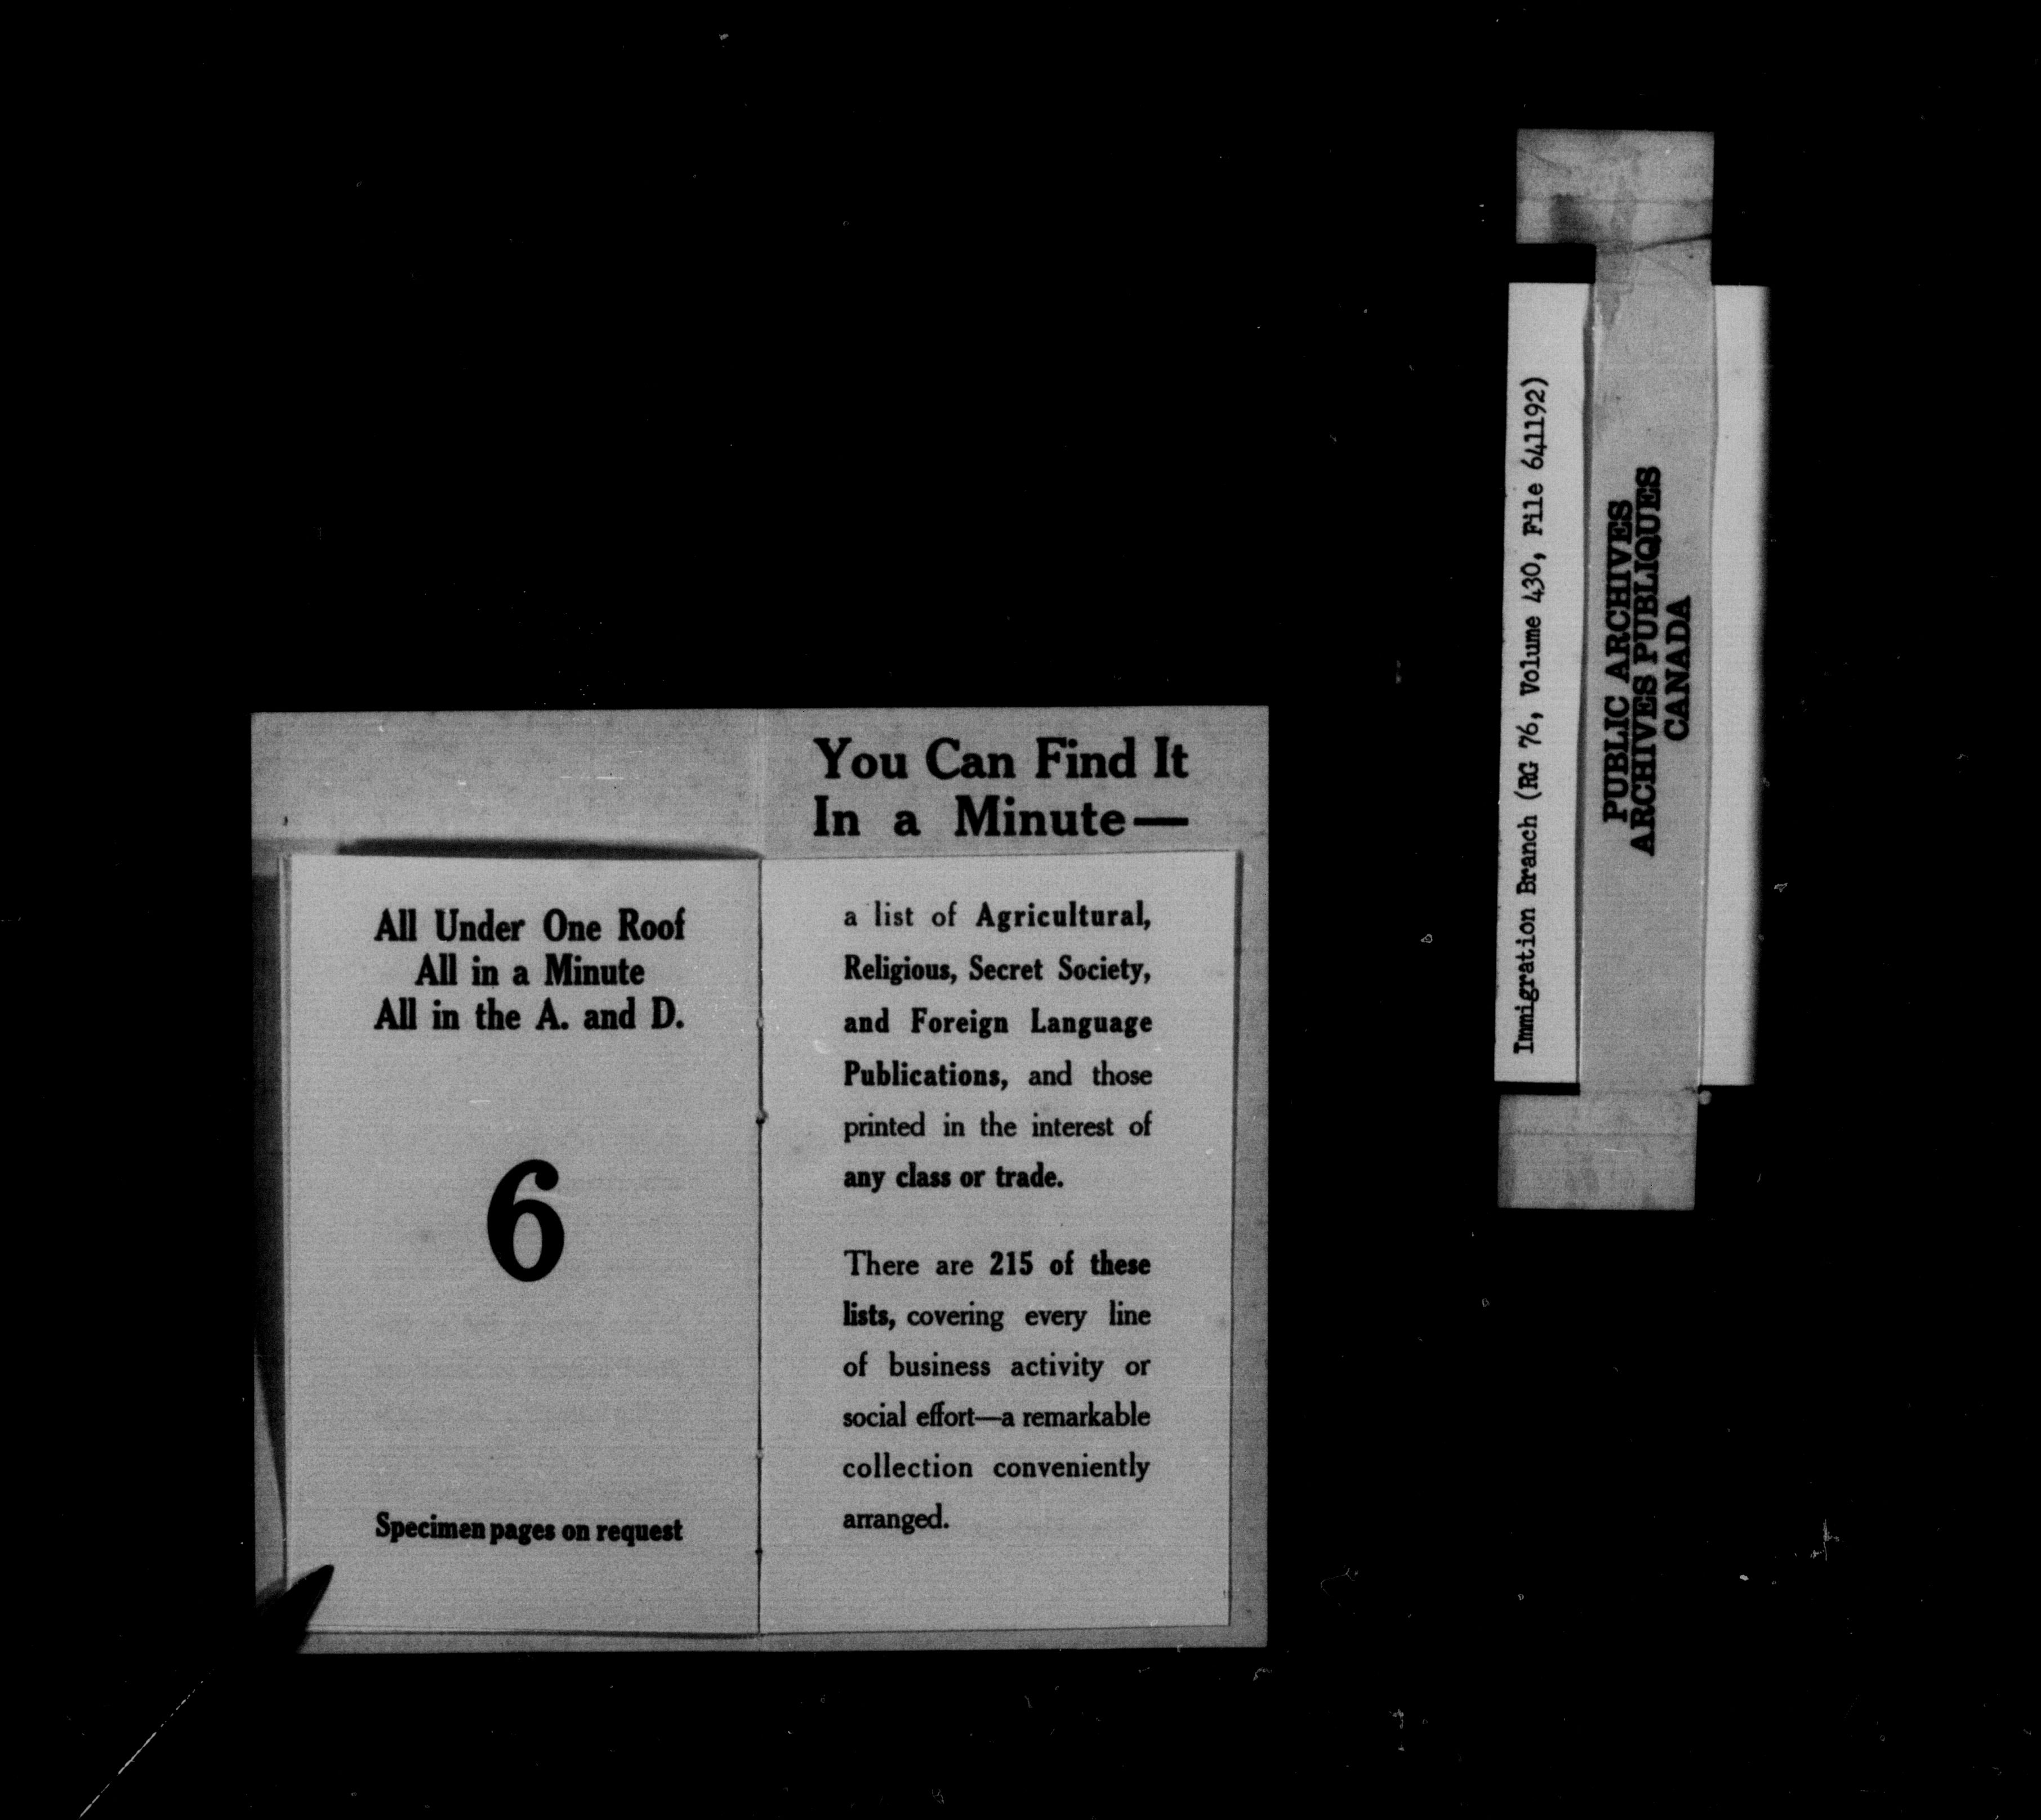 You Can Find It
In a Minute—
All Under One Roof
All in a Minute
All in the A. and D.
6
Specimen pages on request
a list of Agricultural,
Religious, Secret Society,
and Foreign Language
Publications, and those
printed in the interest of
any class or trade.
There are 215 of these
lists, covering every line
of business activity or
social effort—a remarkable
collection conveniently
arranged.
Immigration Branch (RG 76, Volume 430, File 641192)
PUBLIC ARCHIVES
ARCHIVES PUBLIQUES
CANADA